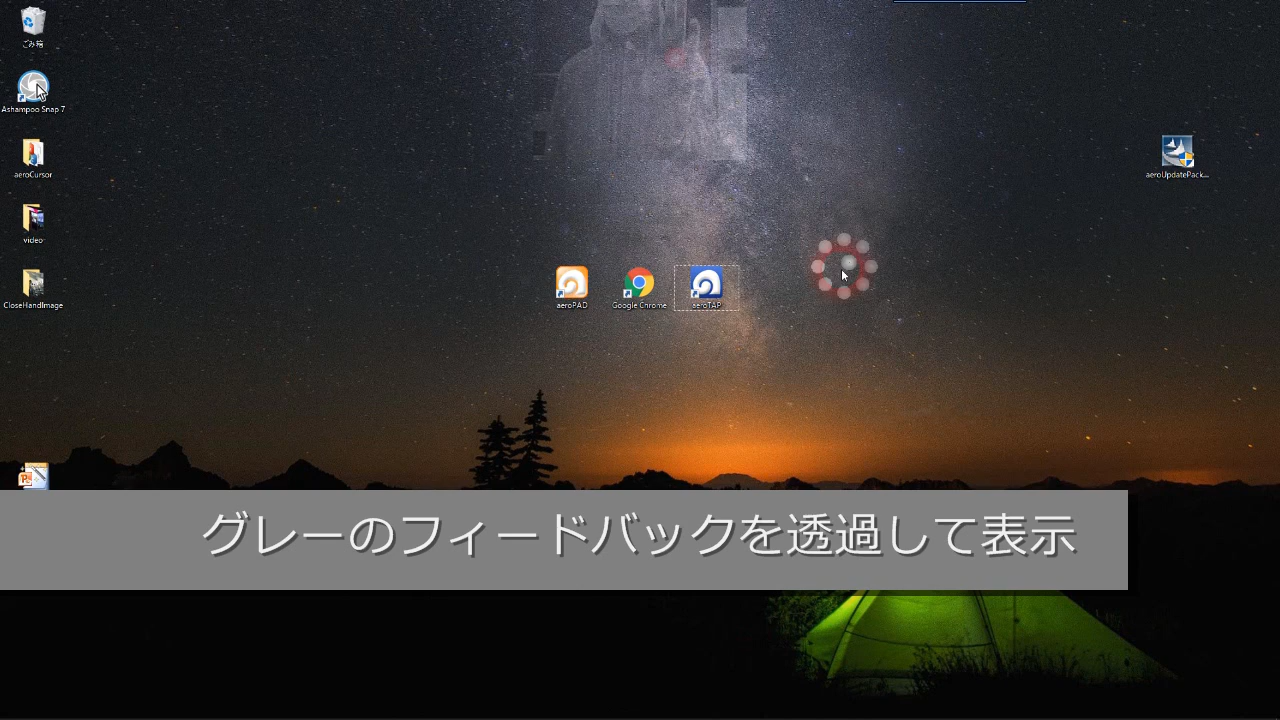 ごみ箱
Ashampoo Snap 7
aeroCursor
video
CloseHandImage
aeroPAD
Google Chrome
aeroTAP
aeroUpdatePack...
グレーのフィードバックを透過して表示